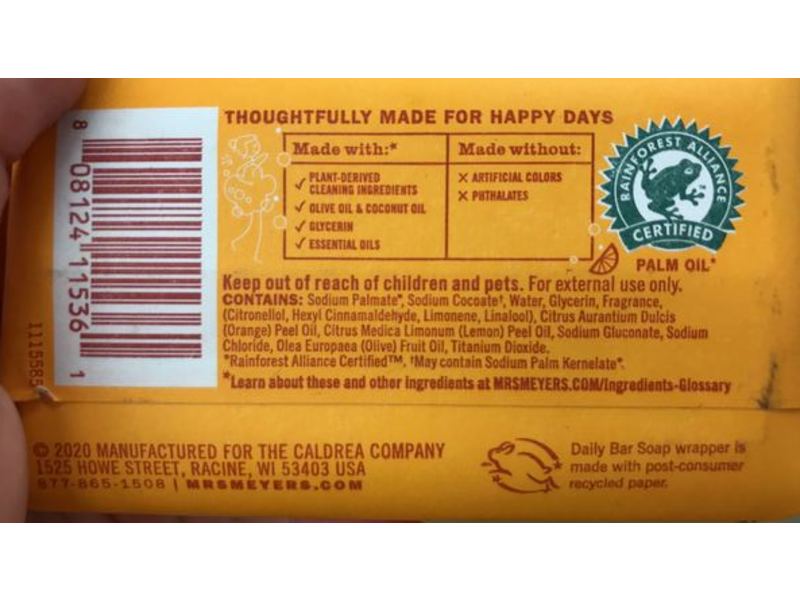 THOUGHTFULLY MADE FOR HAPPY DAYS
Made with:*
✓ PLANT-DERIVED
CLEANING INGREDIENTS
✓ OLIVE OIL & COCONUT OIL
✓ GLYCERIN
✓ ESSENTIAL OILS
Made without:
✕ ARTIFICIAL COLORS
✕ PHTHALATES
RAINFOREST ALLIANCE
CERTIFIED
PALM OIL*
Keep out of reach of children and pets. For external use only.
CONTAINS: Sodium Palmate*, Sodium Cocoate†, Water, Glycerin, Fragrance,
(Citronellol, Hexyl Cinnamaldehyde, Limonene, Linalool), Citrus Aurantium Dulcis
(Orange) Peel Oil, Citrus Medica Limonum (Lemon) Peel Oil, Sodium Gluconate, Sodium
Chloride, Olea Europaea (Olive) Fruit Oil, Titanium Dioxide.
*Rainforest Alliance Certified™. †May contain Sodium Palm Kernelate*.
*Learn about these and other ingredients at MRSMEYERS.COM/Ingredients-Glossary
8 08124 11536 1
1115585
© 2020 MANUFACTURED FOR THE CALDREA COMPANY
1525 HOWE STREET, RACINE, WI 53403 USA
877-865-1508 | MRSMEYERS.COM
Daily Bar Soap wrapper is
made with post-consumer
recycled paper.